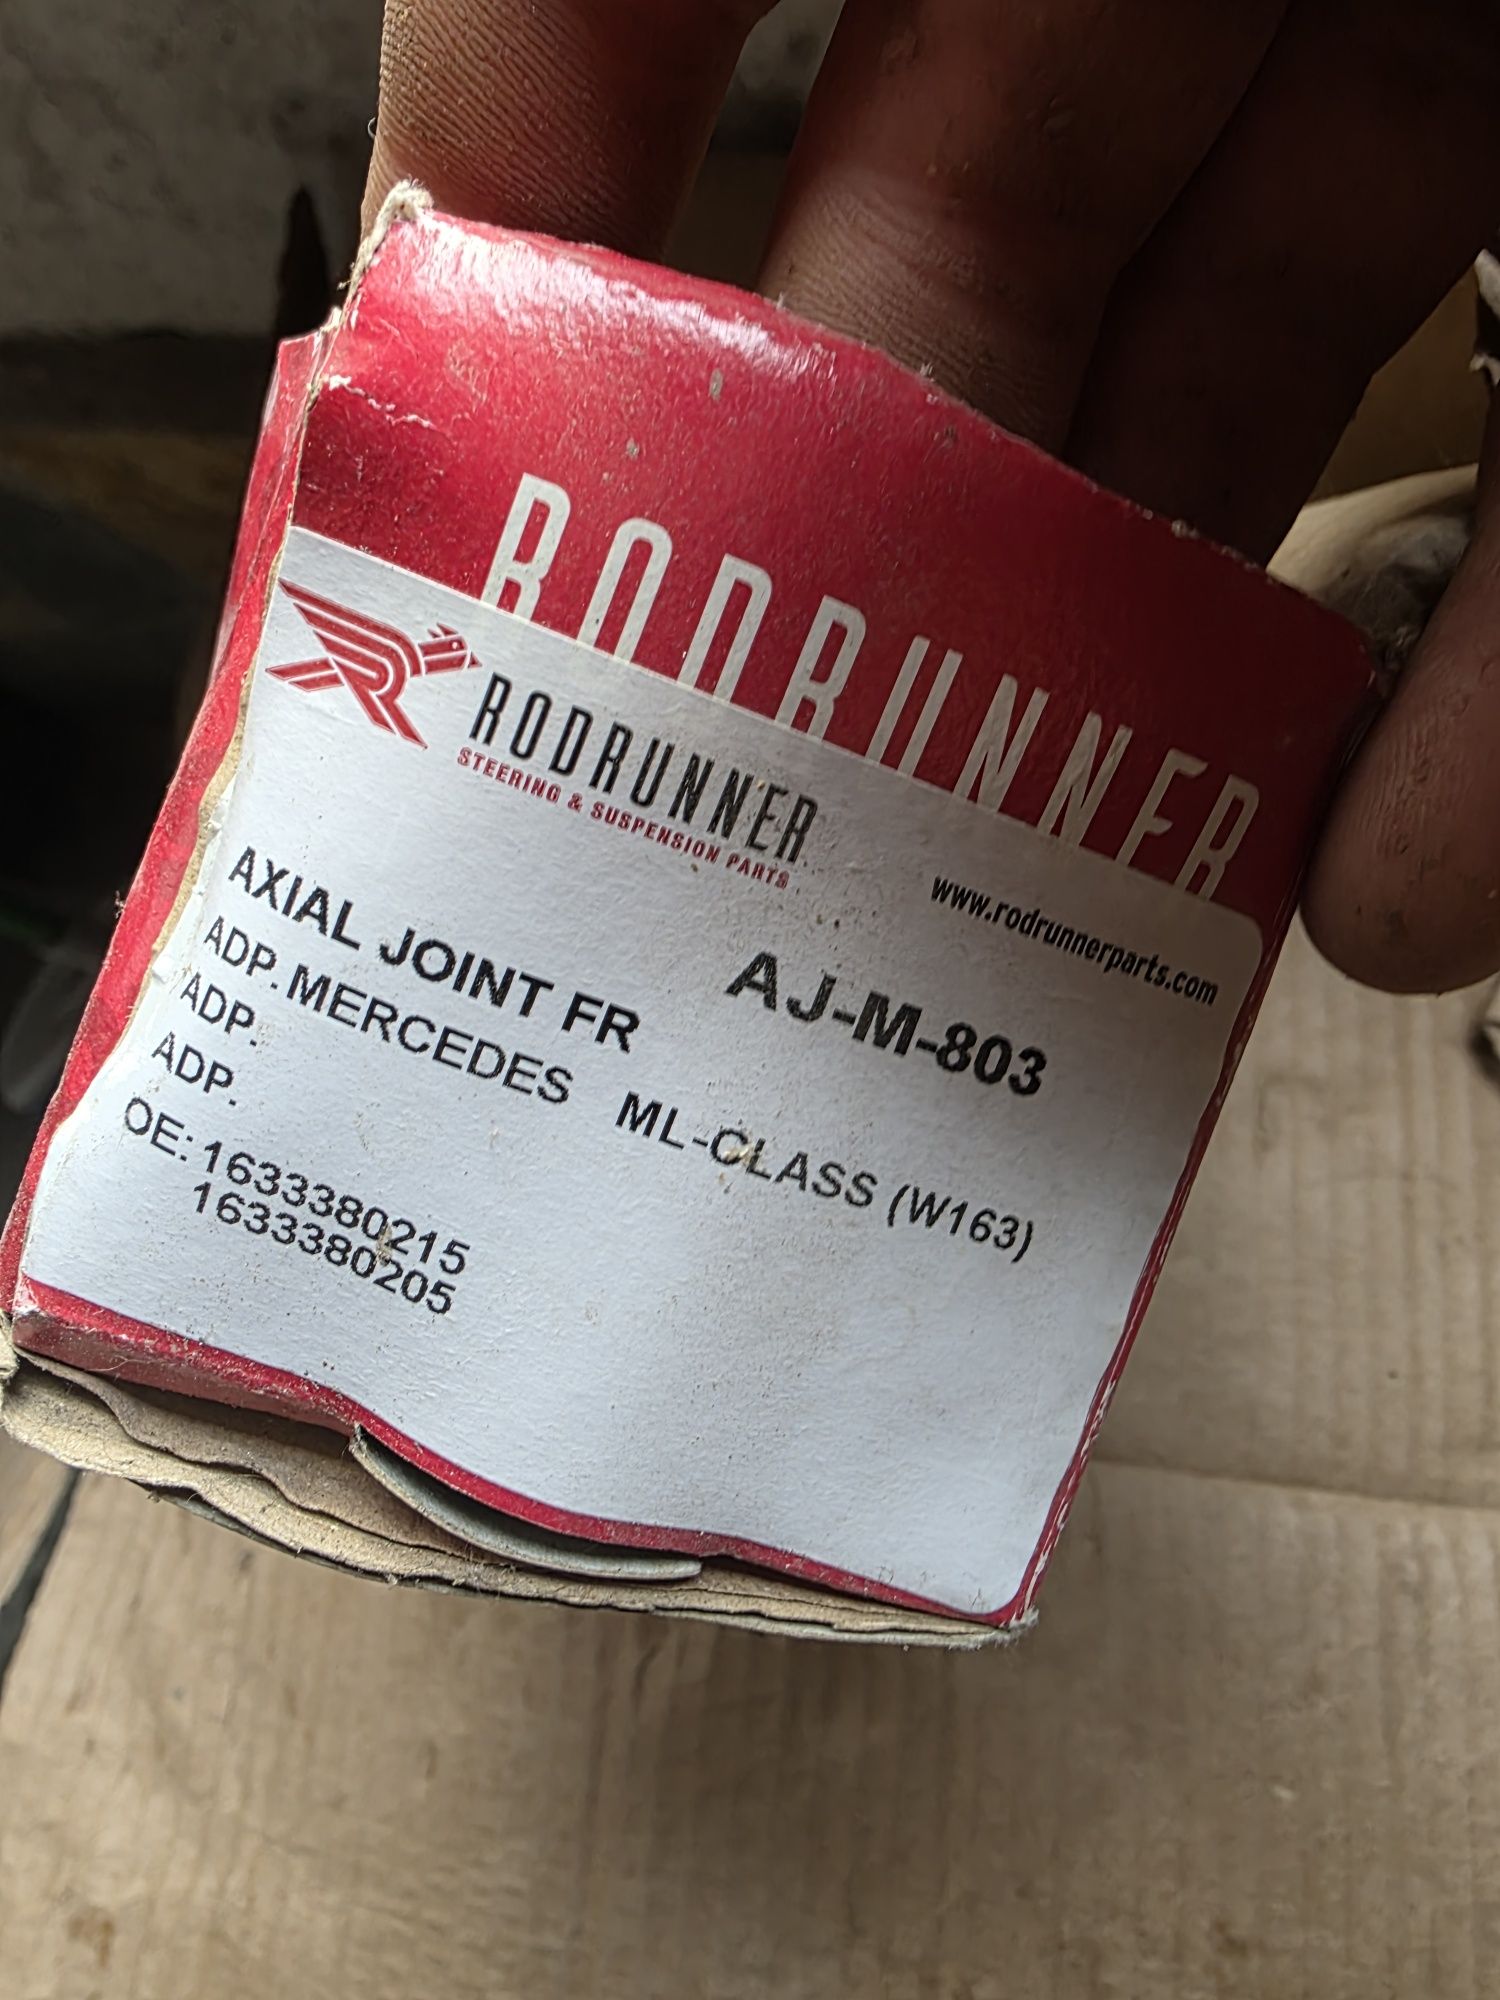 RODRUNNER
RODRUNNER
STEERING & SUSPENSION PARTS
www.rodrunnerparts.com
AXIAL JOINT FR AJ-M-803
ADP. MERCEDES ML-CLASS (W163)
ADP.
ADP.
OE: 1633380215
1633380205